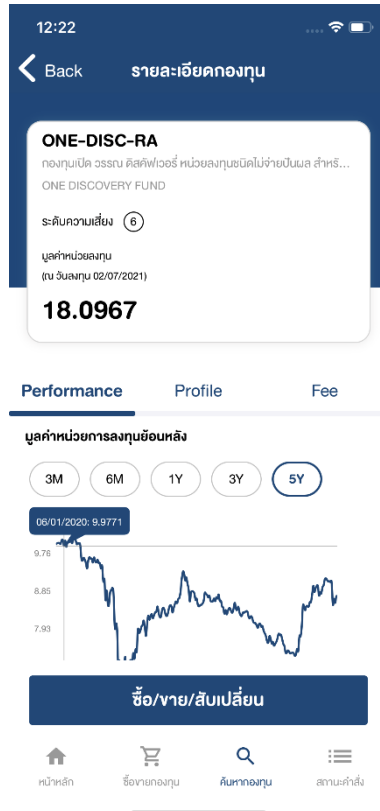 12:22
Back
รายละเอียดกองทุน
ONE-DISC-RA
กองทุนเปิด วรรณ ดิสคัฟเวอรี่ หน่วยลงทุนชนิดไม่จ่ายปันผล สำหรั...
ONE DISCOVERY FUND
ระดับความเสี่ยง 6
มูลค่าหน่วยลงทุน
(ณ วันลงทุน 02/07/2021)
18.0967
Performance Profile Fee
มูลค่าหน่วยการลงทุนย้อนหลัง
3M 6M 1Y 3Y 5Y
06/01/2020: 9.9771
9.76
8.85
7.93
ซื้อ/ขาย/สับเปลี่ยน
หน้าหลัก ซื้อขายกองทุน ค้นหากองทุน สถานะคำสั่ง